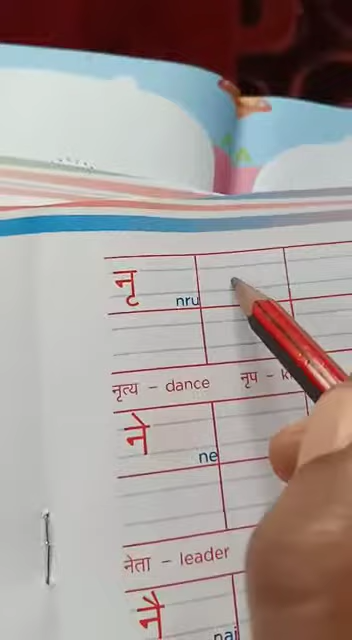 नृ nru
नृत्य - dance नृप -
ने ne
नेता - leader
नै nai